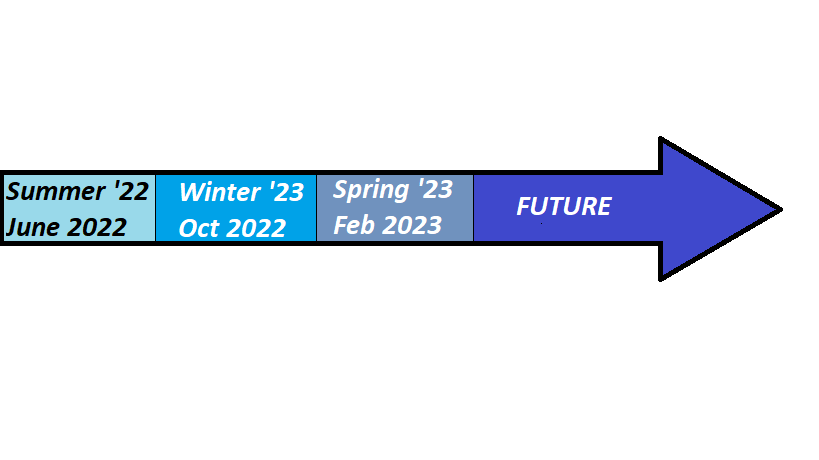 Summer '22
June 2022
Winter '23
Oct 2022
Spring '23
Feb 2023
FUTURE